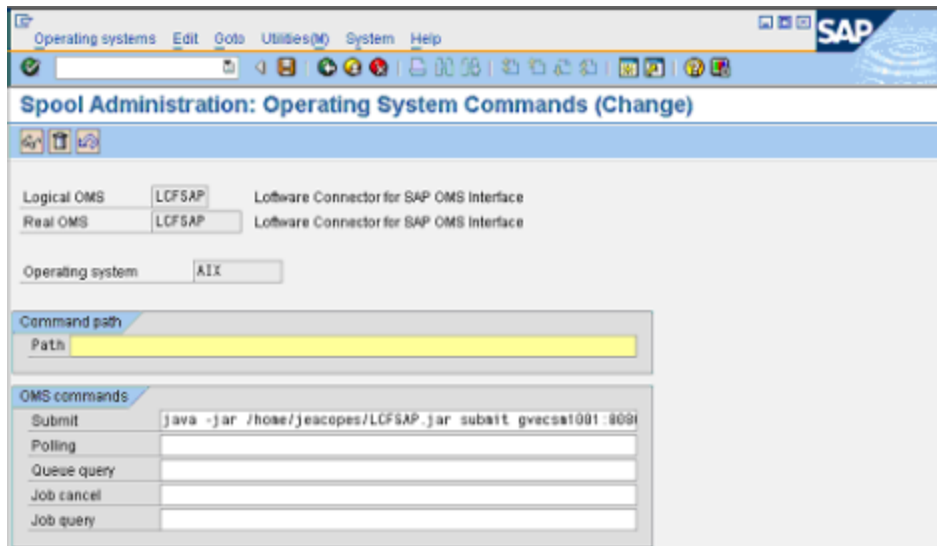 Operating systems Edit Goto Utilities(M) System Help
SAP
Spool Administration: Operating System Commands (Change)
Logical OMS LCFSAP Loftware Connector for SAP OMS Interface
Real OMS LCFSAP Loftware Connector for SAP OMS Interface
Operating system AIX
Command path
Path
OMS commands
Submit java -jar /home/jeacopes/LCFSAP.jar submit
Polling
Queue query
Job cancel
Job query